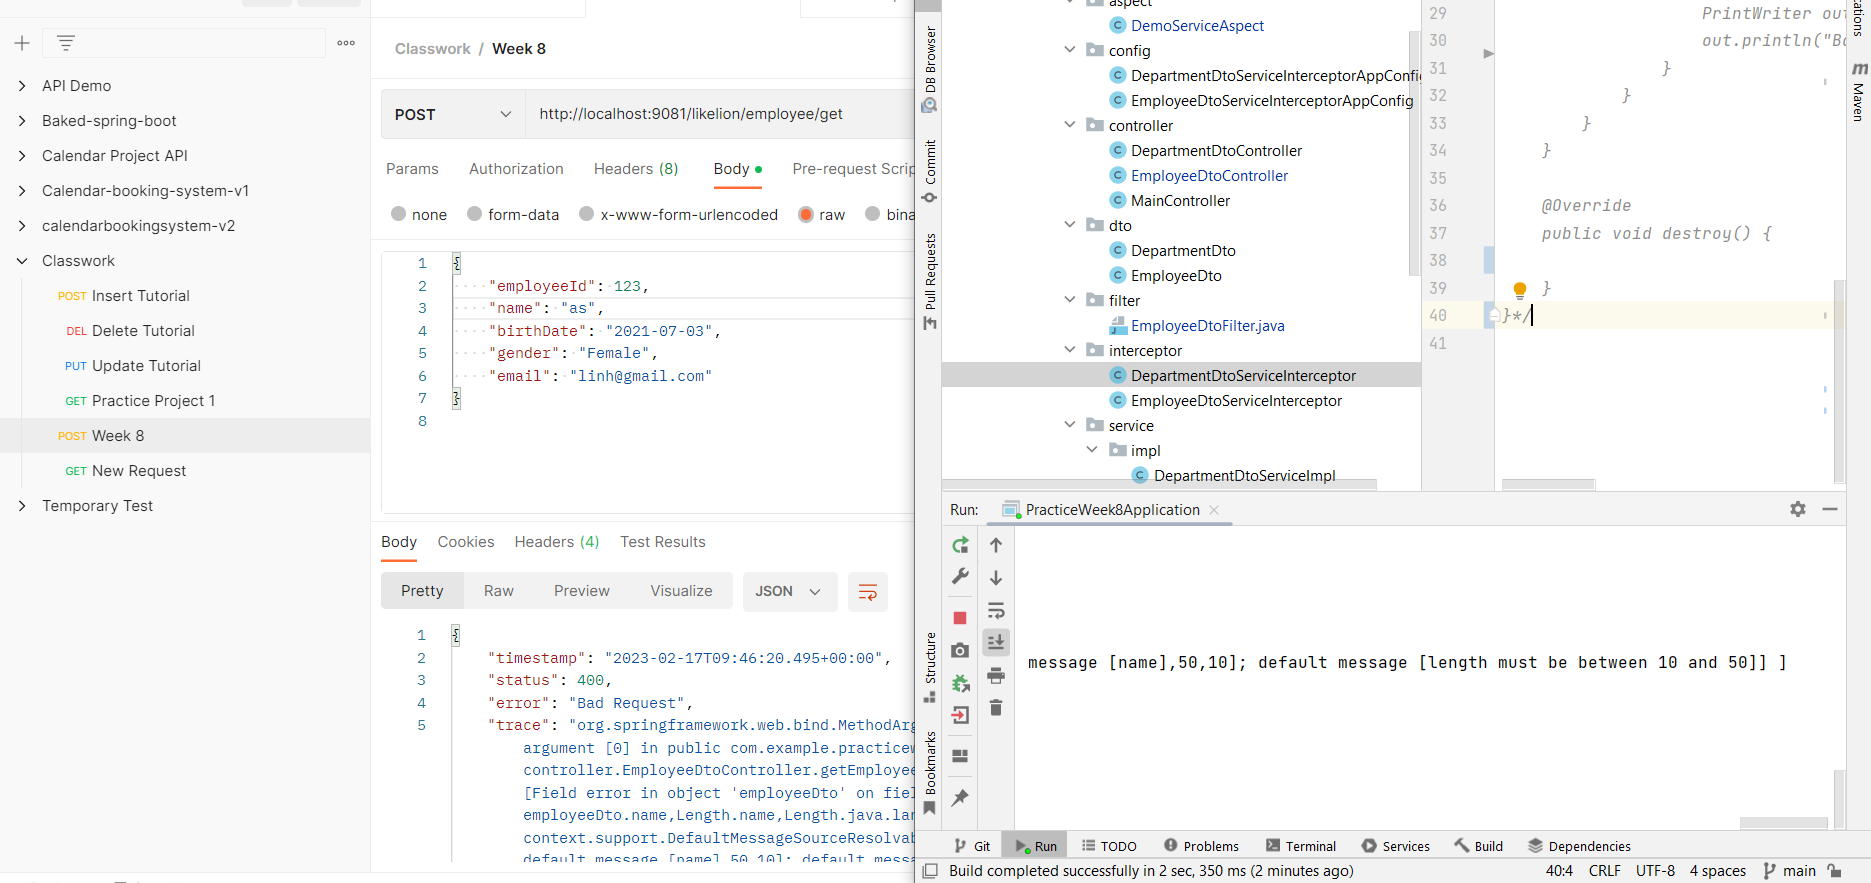 API Demo
Baked-spring-boot
Calendar Project API
Calendar-booking-system-v1
calendarbookingsystem-v2
Classwork
POST Insert Tutorial
DEL Delete Tutorial
PUT Update Tutorial
GET Practice Project 1
POST Week 8
GET New Request
Temporary Test
Classwork / Week 8
POST http://localhost:9081/likelion/employee/get
Params Authorization Headers (8) Body Pre-request Scrip
none form-data x-www-form-urlencoded raw bina
1 {
2 "employeeId": 123,
3 "name": "as",
4 "birthDate": "2021-07-03",
5 "gender": "Female",
6 "email": "linh@gmail.com"
7 }
8
Body Cookies Headers (4) Test Results
Pretty Raw Preview Visualize JSON
1 {
2 "timestamp": "2023-02-17T09:46:20.495+00:00",
3 "status": 400,
4 "error": "Bad Request",
5 "trace": "org.springframework.web.bind.MethodArg
argument [0] in public com.example.practicew
controller.EmployeeDtoController.getEmployee
[Field error in object 'employeeDto' on fiel
employeeDto.name,Length.name,Length.java.lan
context.support.DefaultMessageSourceResolvab
default message [name],50,10]; default messa
DB Browser
Commit
Pull Requests
Structure
Bookmarks
aspect
DemoServiceAspect
config
DepartmentDtoServiceInterceptorAppConfig
EmployeeDtoServiceInterceptorAppConfig
controller
DepartmentDtoController
EmployeeDtoController
MainController
dto
DepartmentDto
EmployeeDto
filter
EmployeeDtoFilter.java
interceptor
DepartmentDtoServiceInterceptor
EmployeeDtoServiceInterceptor
service
impl
DepartmentDtoServiceImpl
29 PrintWriter out
30 out.println("Bo
31 }
32 }
33 }
34 }
35
36 @Override
37 public void destroy() {
38
39 }
40 }*/
41
cations
m Maven
Run: PracticeWeek8Application
message [name],50,10]; default message [length must be between 10 and 50]] ]
Git Run TODO Problems Terminal Services Build Dependencies
Build completed successfully in 2 sec, 350 ms (2 minutes ago) 40:4 CRLF UTF-8 4 spaces main